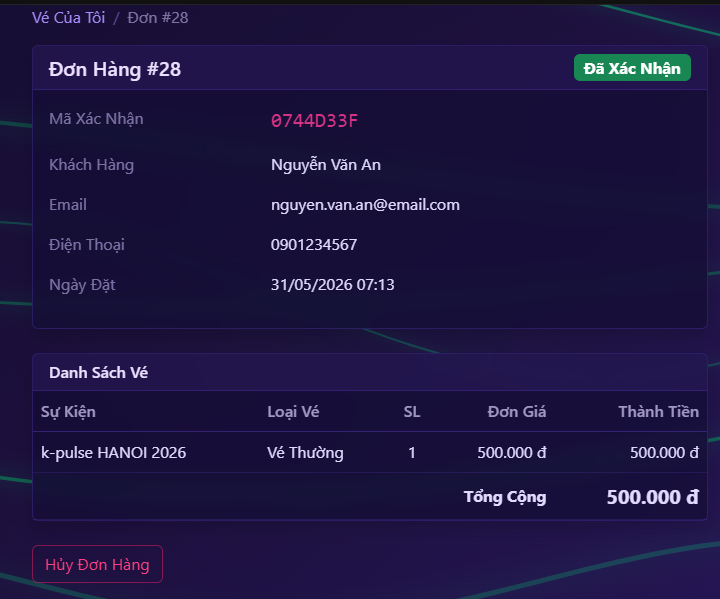 Vé Của Tôi / Đơn #28
Đơn Hàng #28 Đã Xác Nhận
Mã Xác Nhận 0744D33F
Khách Hàng Nguyễn Văn An
Email nguyen.van.an@email.com
Điện Thoại 0901234567
Ngày Đặt 31/05/2026 07:13
Danh Sách Vé
Sự Kiện Loại Vé SL Đơn Giá Thành Tiền
k-pulse HANOI 2026 Vé Thường 1 500.000 đ 500.000 đ
Tổng Cộng 500.000 đ
Hủy Đơn Hàng